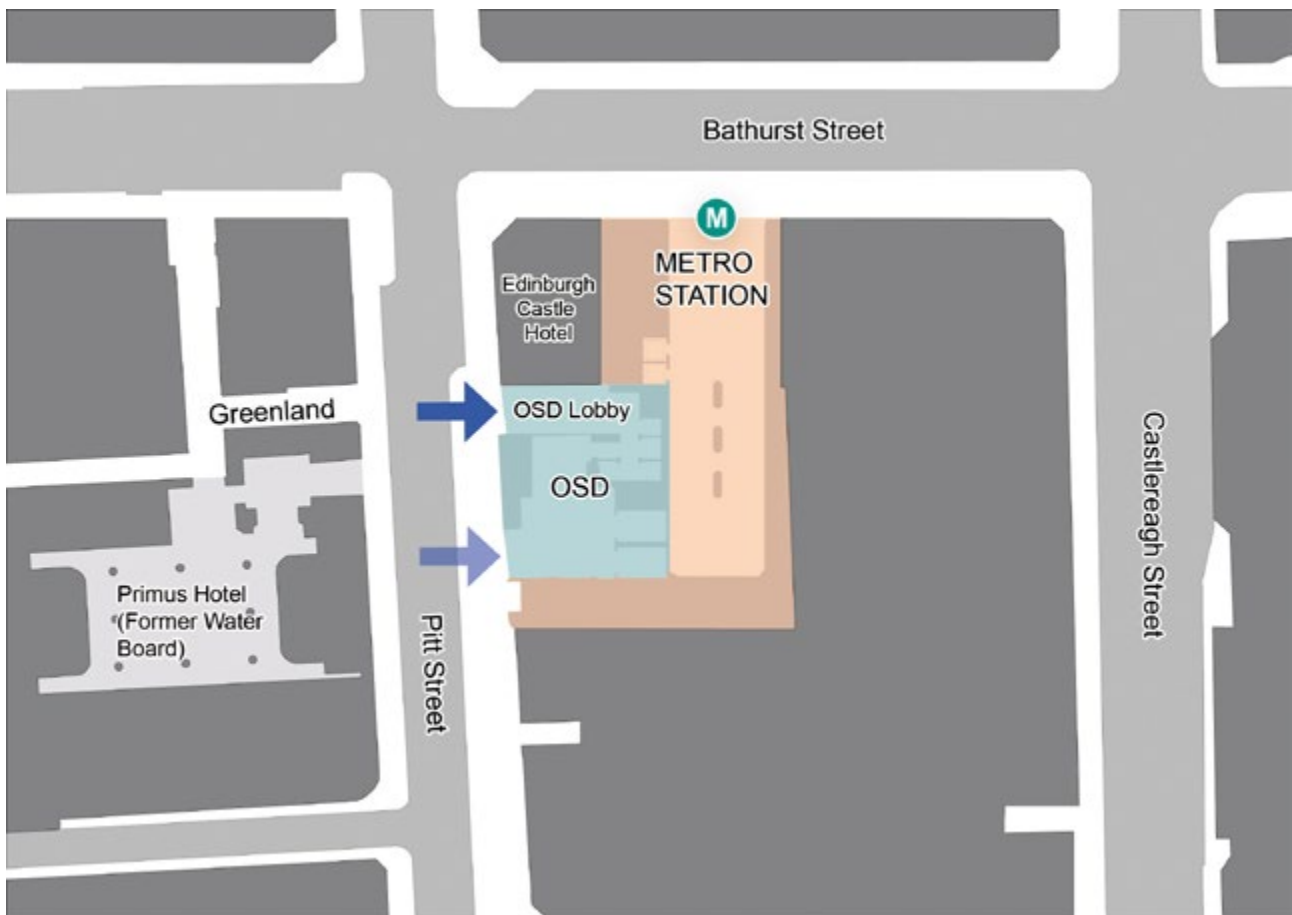 Bathurst Street
M
METRO
STATION
Edinburgh
Castle
Hotel
Greenland
OSD Lobby
OSD
Castlereagh Street
Primus Hotel
(Former Water
Board)
Pitt Street